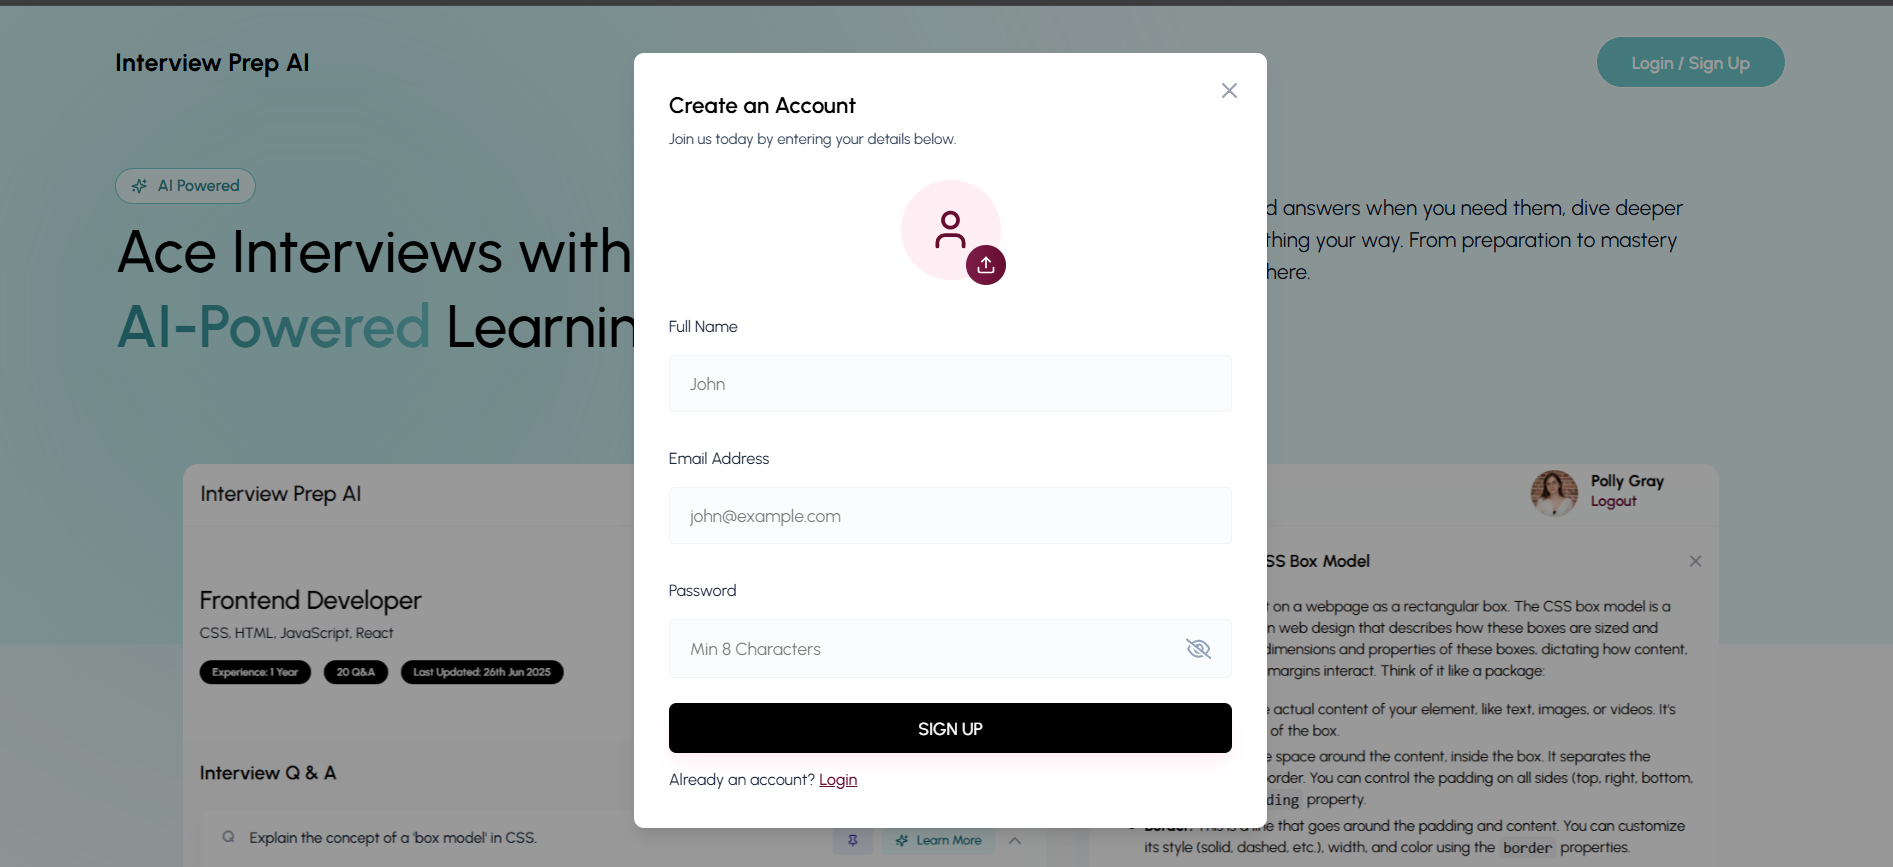 Interview Prep AI
Login / Sign Up
AI Powered
Ace Interviews with
AI-Powered Learnin
d answers when you need them, dive deeper
thing your way. From preparation to mastery
here.
Create an Account
Join us today by entering your details below.
Full Name
John
Email Address
john@example.com
Password
Min 8 Characters
SIGN UP
Already an account? Login
Interview Prep AI
Polly Gray
Logout
Frontend Developer
CSS, HTML, JavaScript, React
Experience: 1 Year
20 Q&A
Last Updated: 26th Jun 2025
Interview Q & A
Q Explain the concept of a 'box model' in CSS.
Learn More
SS Box Model
t on a webpage as a rectangular box. The CSS box model is a
n web design that describes how these boxes are sized and
dimensions and properties of these boxes, dictating how content,
margins interact. Think of it like a package:
e actual content of your element, like text, images, or videos. It's
of the box.
e space around the content, inside the box. It separates the
order. You can control the padding on all sides (top, right, bottom,
ding property.
Border: This is a line that goes around the padding and content. You can customize
its style (solid, dashed, etc.), width, and color using the border properties.